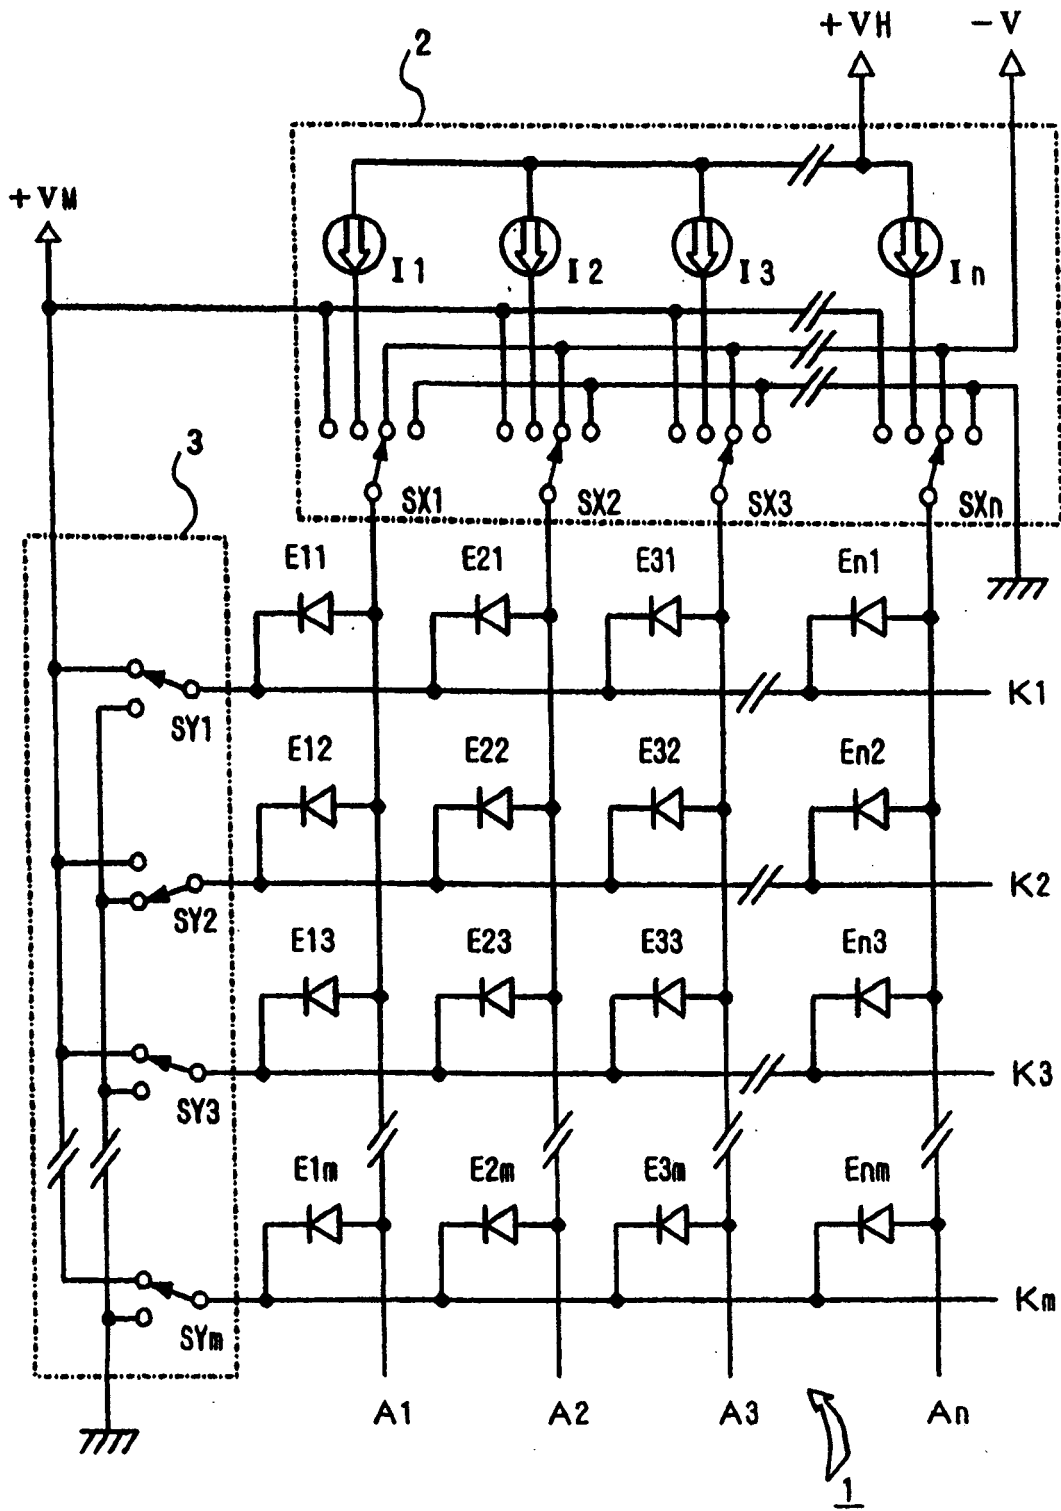 +VH -V
2
+VM
I1 I2 I3 In
3
SX1 SX2 SX3 SXn
E11 E21 E31 En1
K1
SY1
E12 E22 E32 En2
K2
SY2
E13 E23 E33 En3
K3
SY3
E1m E2m E3m Enm
Km
SYm
A1 A2 A3 An
1